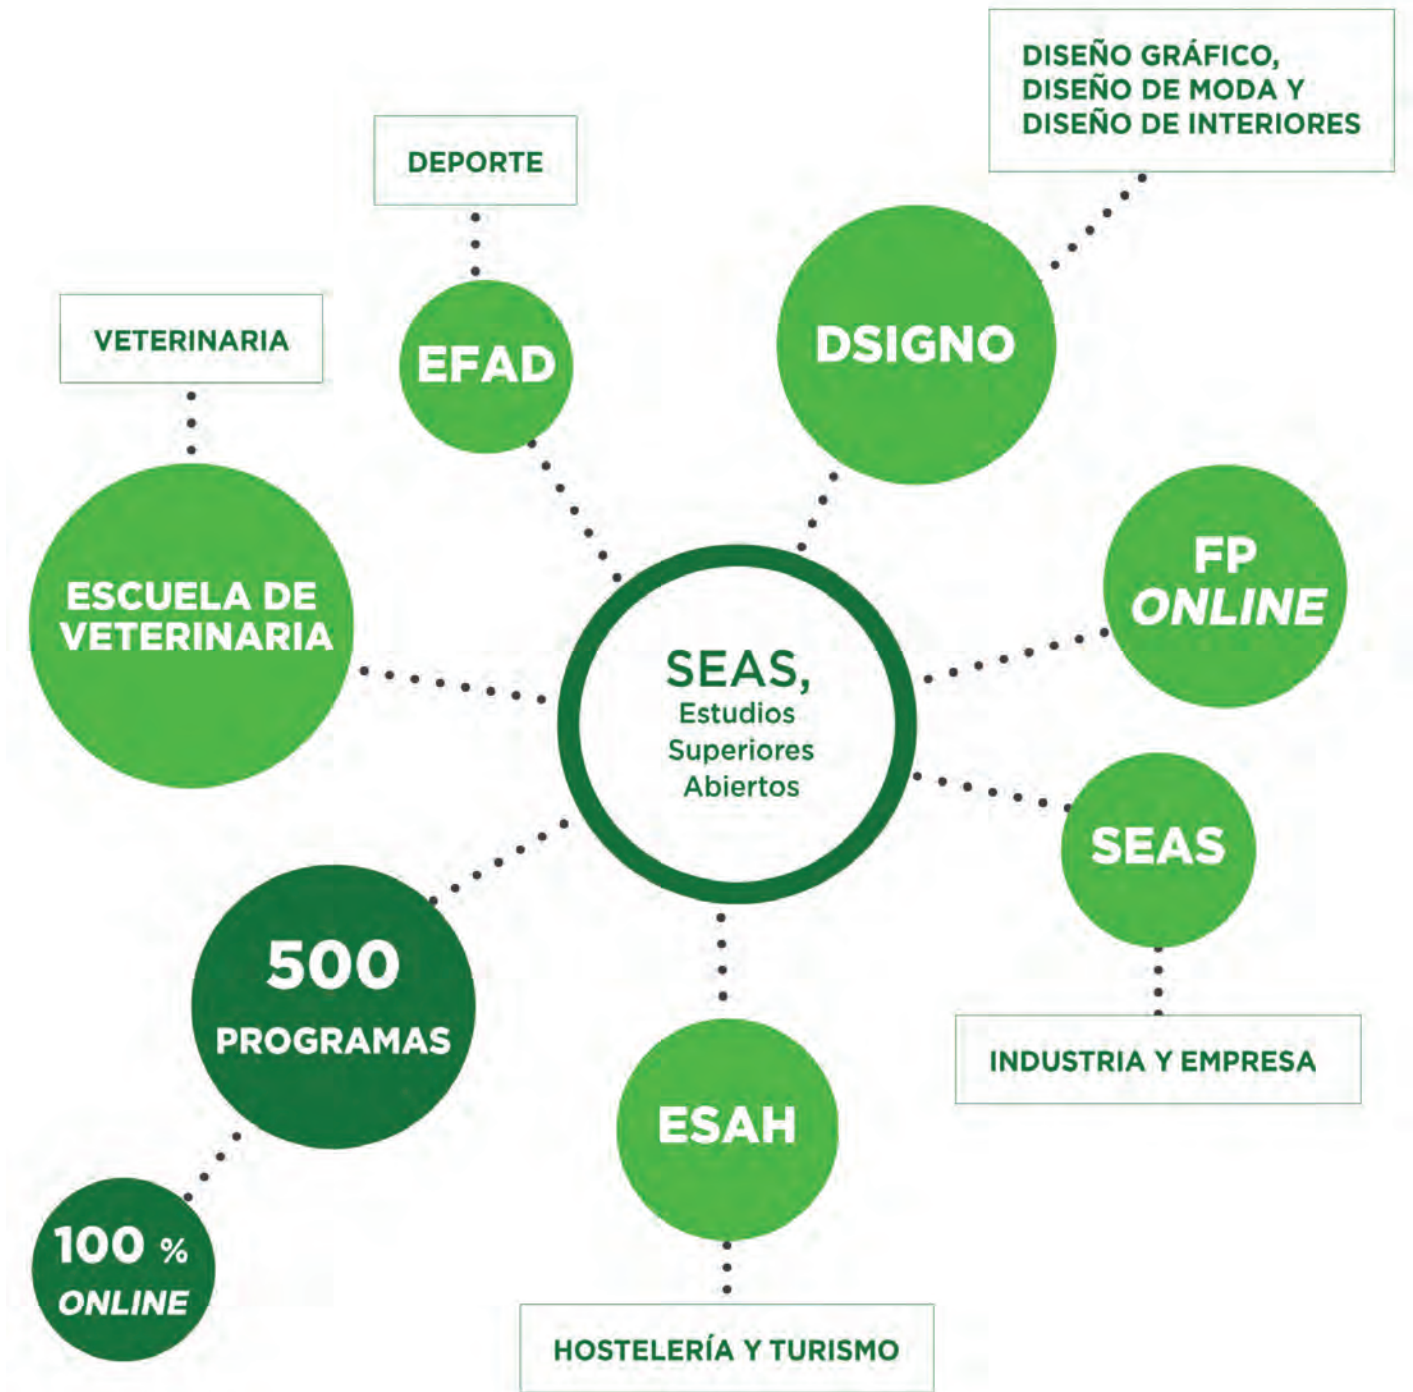 DISEÑO GRÁFICO,
DISEÑO DE MODA Y
DISEÑO DE INTERIORES
DEPORTE
VETERINARIA
EFAD
DSIGNO
ESCUELA DE
VETERINARIA
FP
ONLINE
SEAS,
Estudios
Superiores
Abiertos
SEAS
500
PROGRAMAS
INDUSTRIA Y EMPRESA
ESAH
100 %
ONLINE
HOSTELERÍA Y TURISMO